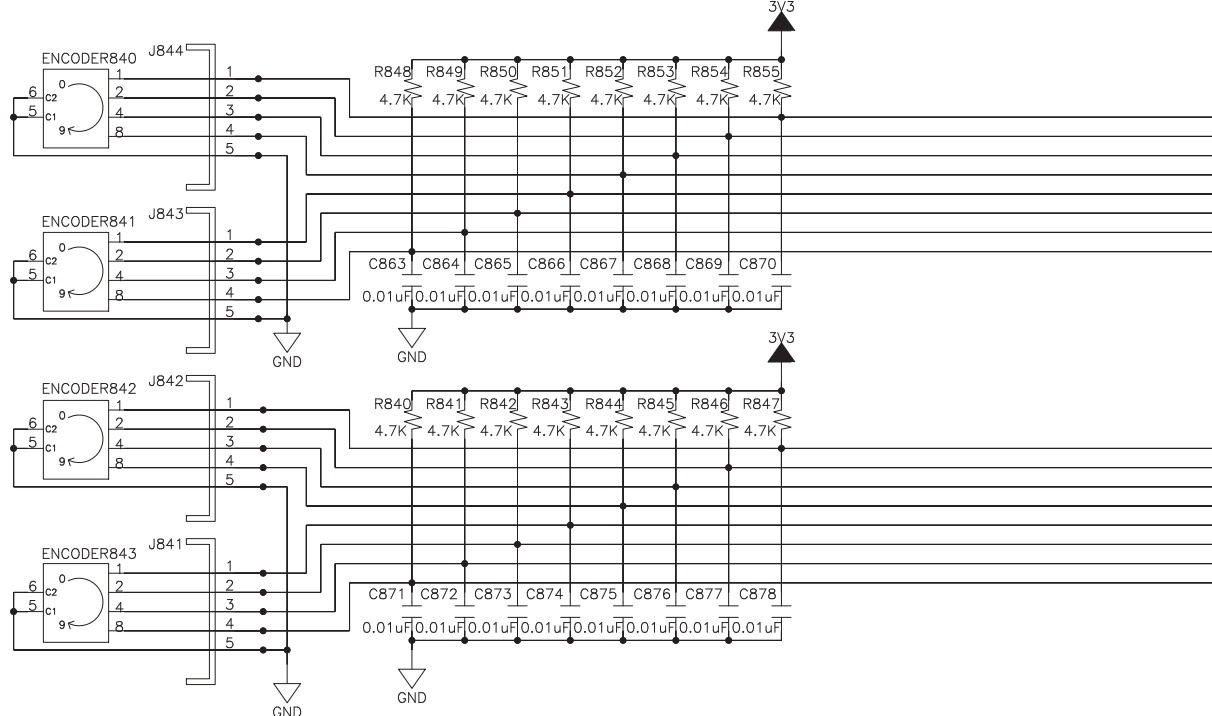 3V3
ENCODER840 J844
R848 R849 R850 R851 R852 R853 R854 R855
4.7K 4.7K 4.7K 4.7K 4.7K 4.7K 4.7K 4.7K
0 1 1
6 C2 2 2
5 C1 4 3
9 8 4
5
ENCODER841 J843
0 1 1
6 C2 2 2
5 C1 4 3
9 8 4
5
C863 C864 C865 C866 C867 C868 C869 C870
0.01uF 0.01uF 0.01uF 0.01uF 0.01uF 0.01uF 0.01uF 0.01uF
GND GND
3V3
ENCODER842 J842
R840 R841 R842 R843 R844 R845 R846 R847
4.7K 4.7K 4.7K 4.7K 4.7K 4.7K 4.7K 4.7K
0 1 1
6 C2 2 2
5 C1 4 3
9 8 4
5
ENCODER843 J841
0 1 1
6 C2 2 2
5 C1 4 3
9 8 4
5
C871 C872 C873 C874 C875 C876 C877 C878
0.01uF 0.01uF 0.01uF 0.01uF 0.01uF 0.01uF 0.01uF 0.01uF
GND GND